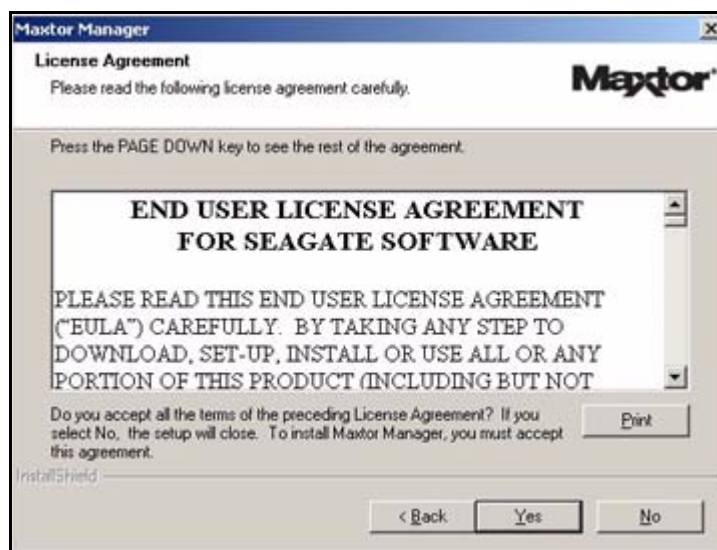 Maxtor Manager
License Agreement
Please read the following license agreement carefully.
Maxtor
Press the PAGE DOWN key to see the rest of the agreement.
END USER LICENSE AGREEMENT
FOR SEAGATE SOFTWARE
PLEASE READ THIS END USER LICENSE AGREEMENT
("EULA") CAREFULLY. BY TAKING ANY STEP TO
DOWNLOAD, SET-UP, INSTALL OR USE ALL OR ANY
PORTION OF THIS PRODUCT (INCLUDING BUT NOT
Do you accept all the terms of the preceding License Agreement? If you
select No, the setup will close. To install Maxtor Manager, you must accept
this agreement.
Print
InstallShield
< Back
Yes
No